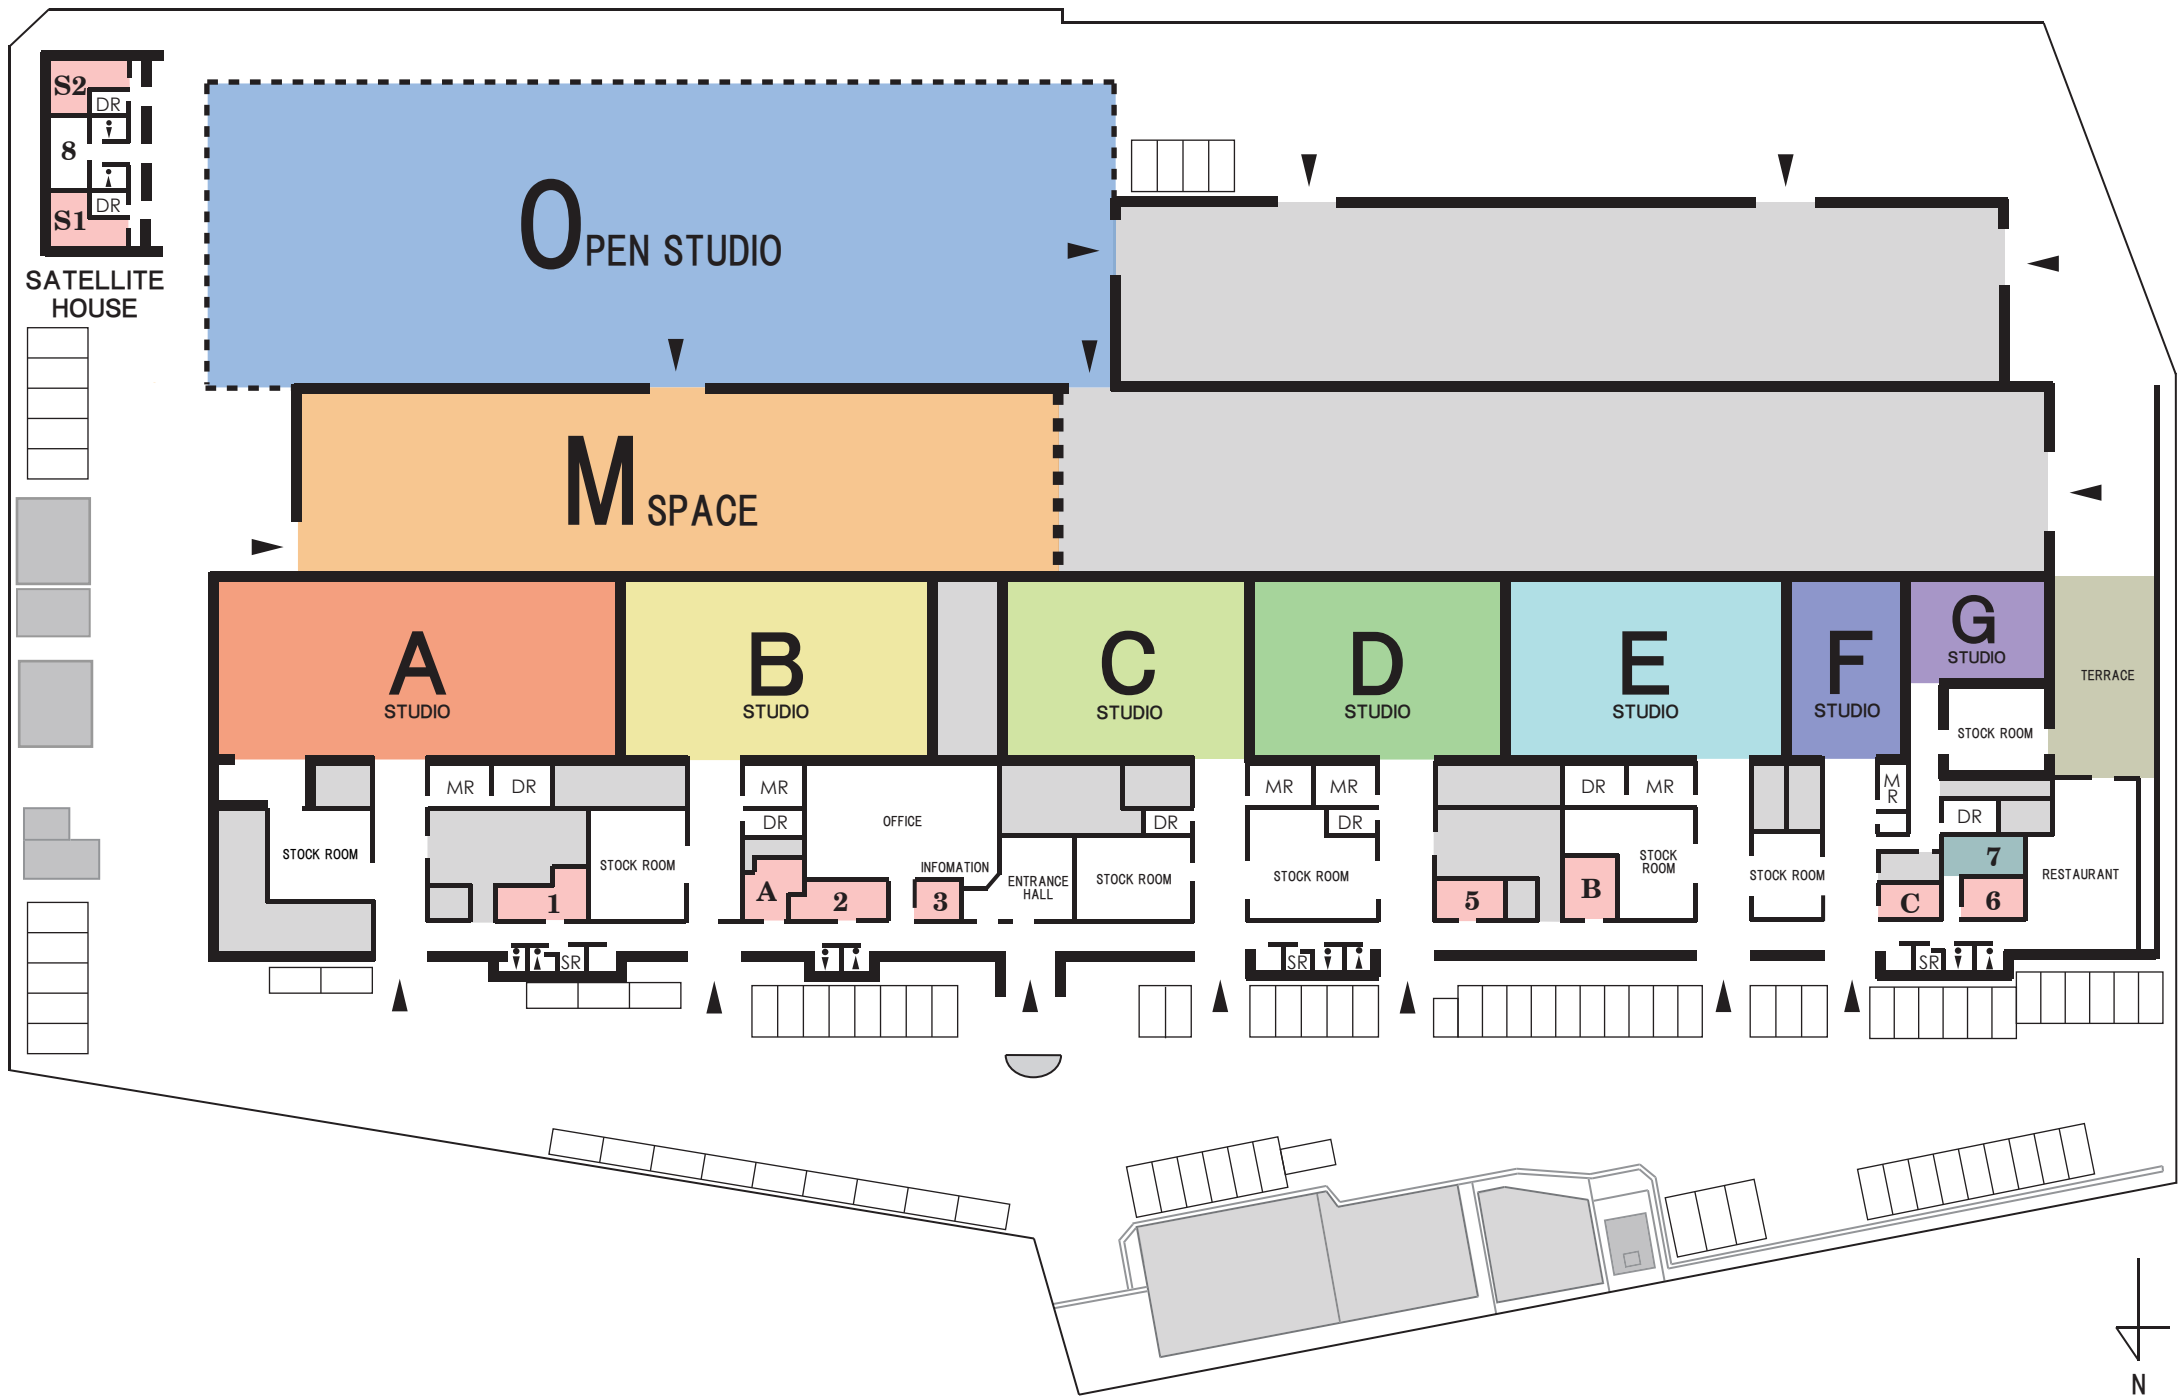 S2
DR
8
DR
S1
SATELLITE
HOUSE
OPEN STUDIO
M SPACE
A
STUDIO
B
STUDIO
C
STUDIO
D
STUDIO
E
STUDIO
F
STUDIO
G
STUDIO
TERRACE
STOCK ROOM
MR
DR
MR
MR
MR
DR
MR
M
R
STOCK ROOM
STOCK ROOM
DR
OFFICE
INFOMATION
ENTRANCE
HALL
DR
STOCK ROOM
DR
STOCK ROOM
STOCK
ROOM
STOCK ROOM
DR
RESTAURANT
1
A
2
3
5
B
C
7
6
SR
SR
SR
N